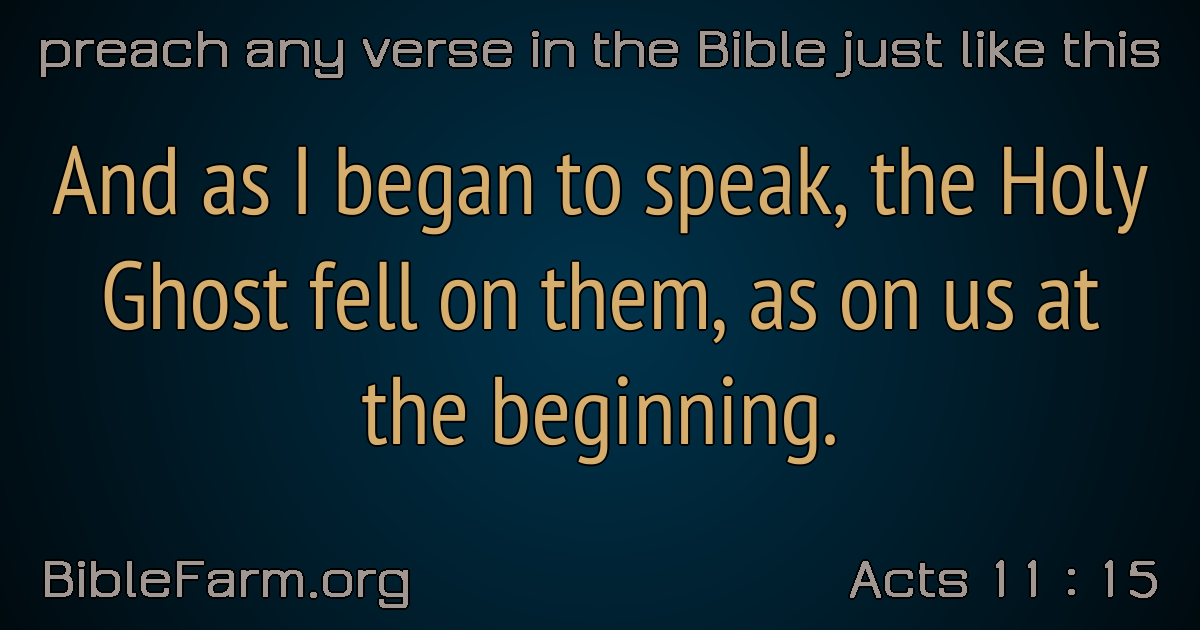 preach any verse in the Bible just like this
And as I began to speak, the Holy
Ghost fell on them, as on us at
the beginning.
BibleFarm.org
Acts 11 : 15